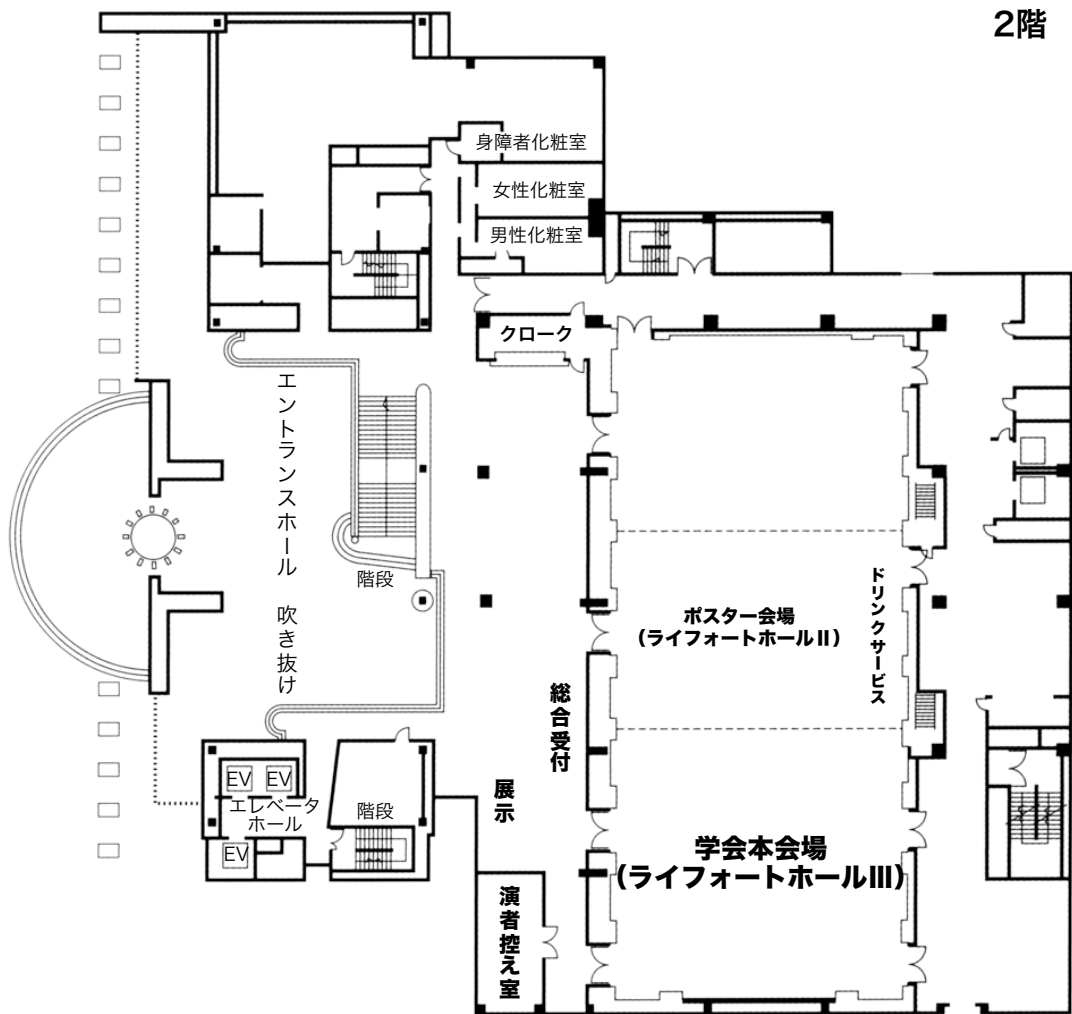 2階
身障者化粧室
女性化粧室
男性化粧室
クローク
エントランスホール 吹き抜け
階段
ポスター会場
(ライフォートホールⅡ)
ドリンクサービス
総合受付
展示
EV
EV
エレベータ
ホール
EV
階段
学会本会場
(ライフォートホールⅢ)
演者控え室